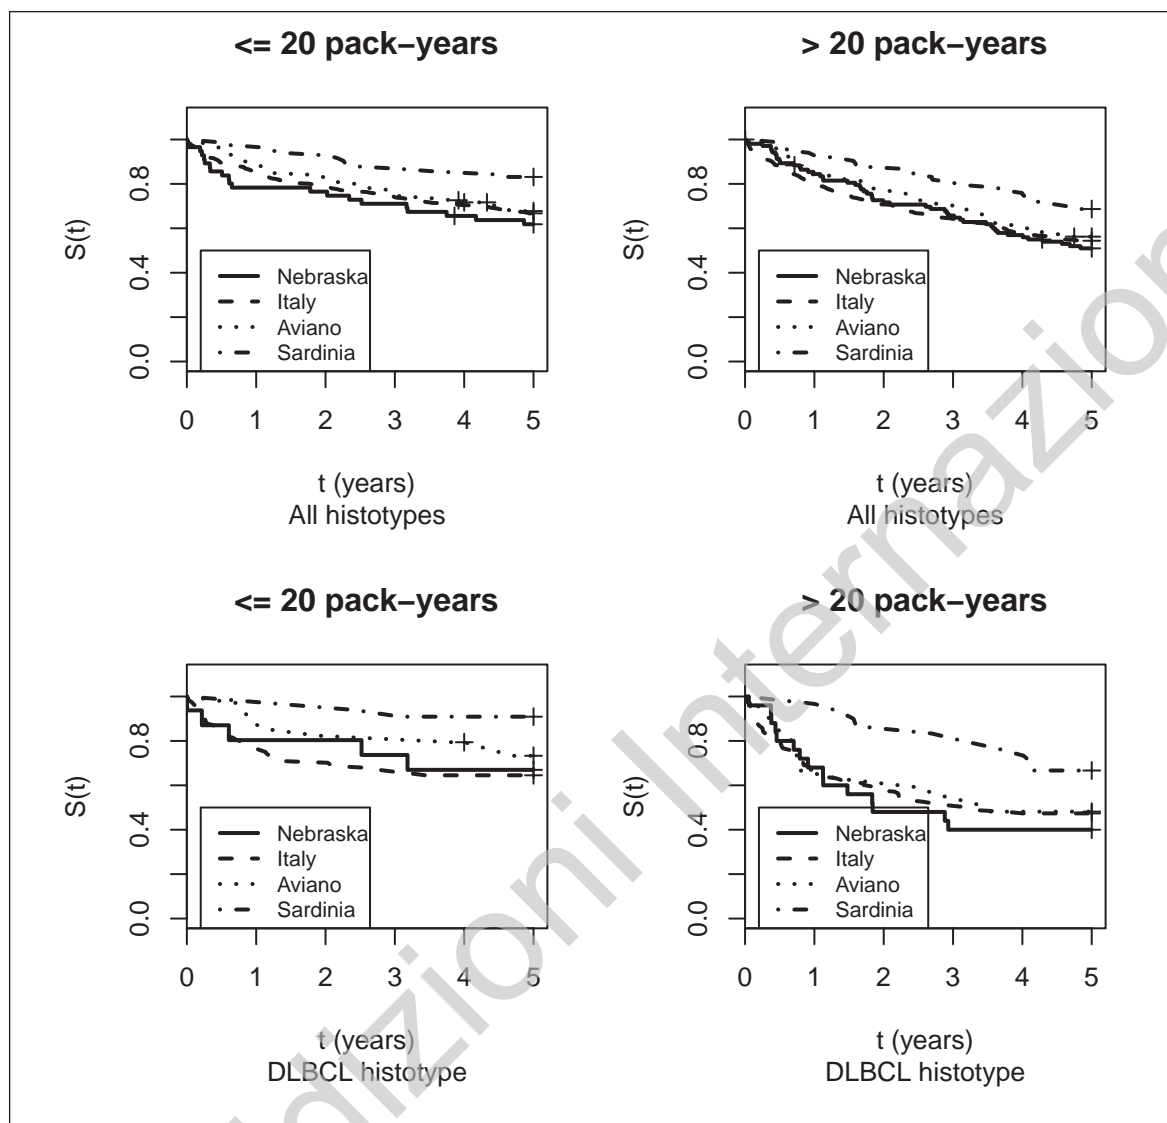 <= 20 pack–years
S(t)
0.8
0.4
0.0
Nebraska
Italy
Aviano
Sardinia
0 1 2 3 4 5
t (years)
All histotypes
> 20 pack–years
S(t)
0.8
0.4
0.0
Nebraska
Italy
Aviano
Sardinia
0 1 2 3 4 5
t (years)
All histotypes
<= 20 pack–years
S(t)
0.8
0.4
0.0
Nebraska
Italy
Aviano
Sardinia
0 1 2 3 4 5
t (years)
DLBCL histotype
> 20 pack–years
S(t)
0.8
0.4
0.0
Nebraska
Italy
Aviano
Sardinia
0 1 2 3 4 5
t (years)
DLBCL histotype